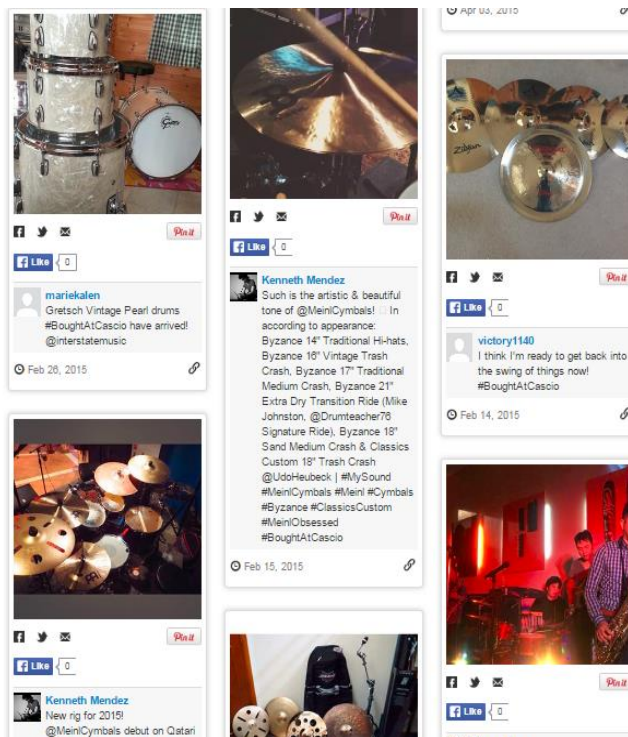 Gretsch
Pin it
Like 0
mariekalen
Gretsch Vintage Pearl drums
#BoughtAtCascio have arrived!
@interstatemusic
Feb 26, 2015
Pin it
Like 0
Kenneth Mendez
New rig for 2015!
@MeinlCymbals debut on Qatari
Pin it
Like 0
Kenneth Mendez
Such is the artistic & beautiful
tone of @MeinlCymbals! In
according to appearance:
Byzance 14" Traditional Hi-hats,
Byzance 16" Vintage Trash
Crash, Byzance 17" Traditional
Medium Crash, Byzance 21"
Extra Dry Transition Ride (Mike
Johnston, @Drumteacher76
Signature Ride), Byzance 18"
Sand Medium Crash & Classics
Custom 18" Trash Crash
@UdoHeubeck | #MySound
#MeinlCymbals #Meinl #Cymbals
#Byzance #ClassicsCustom
#MeinlObsessed
#BoughtAtCascio
Feb 15, 2015
Apr 03, 2015
Zildjian
Pin it
Like 0
victory1140
I think I'm ready to get back into
the swing of things now!
#BoughtAtCascio
Feb 14, 2015
Pin it
Like 0